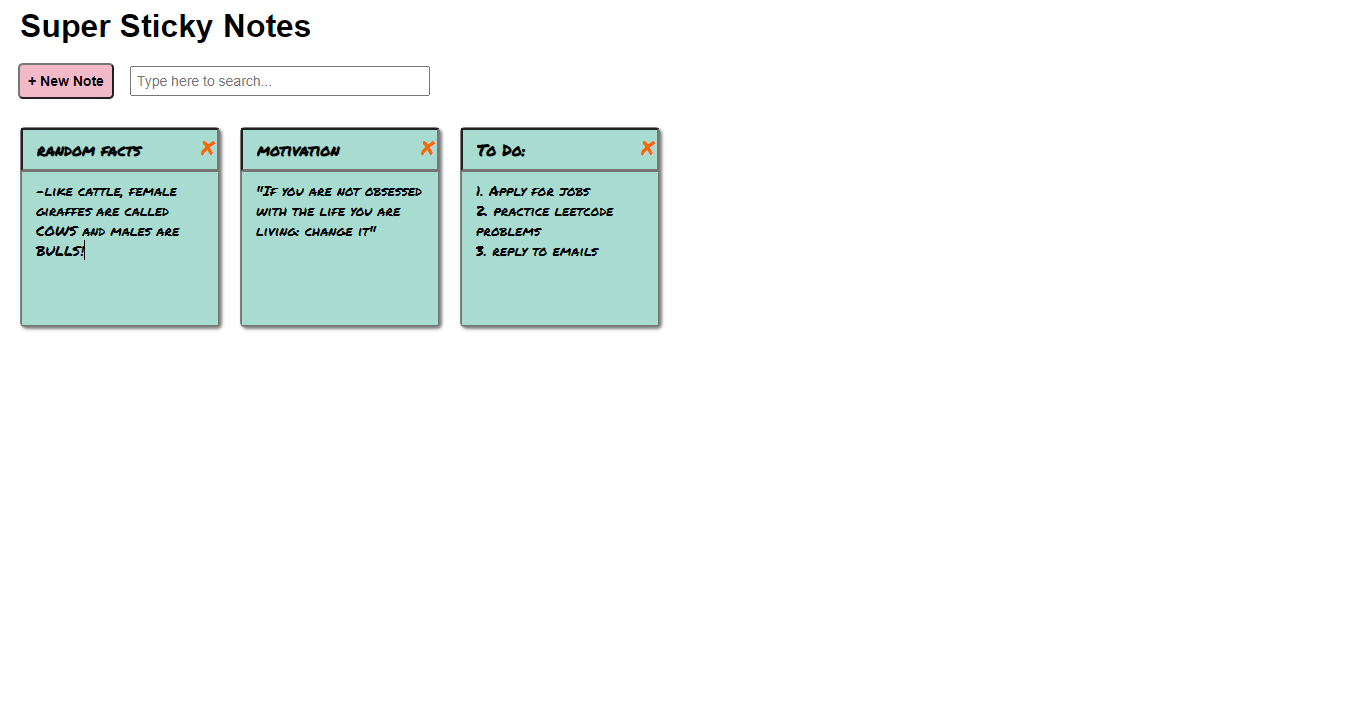 Super Sticky Notes
+ New Note
Type here to search...
RANDOM FACTS
✘
-LIKE CATTLE, FEMALE
GIRAFFES ARE CALLED
COWS AND MALES ARE
BULLS!
MOTIVATION
✘
"IF YOU ARE NOT OBSESSED
WITH THE LIFE YOU ARE
LIVING: CHANGE IT"
To Do:
✘
1. APPLY FOR JOBS
2. PRACTICE LEETCODE
PROBLEMS
3. REPLY TO EMAILS